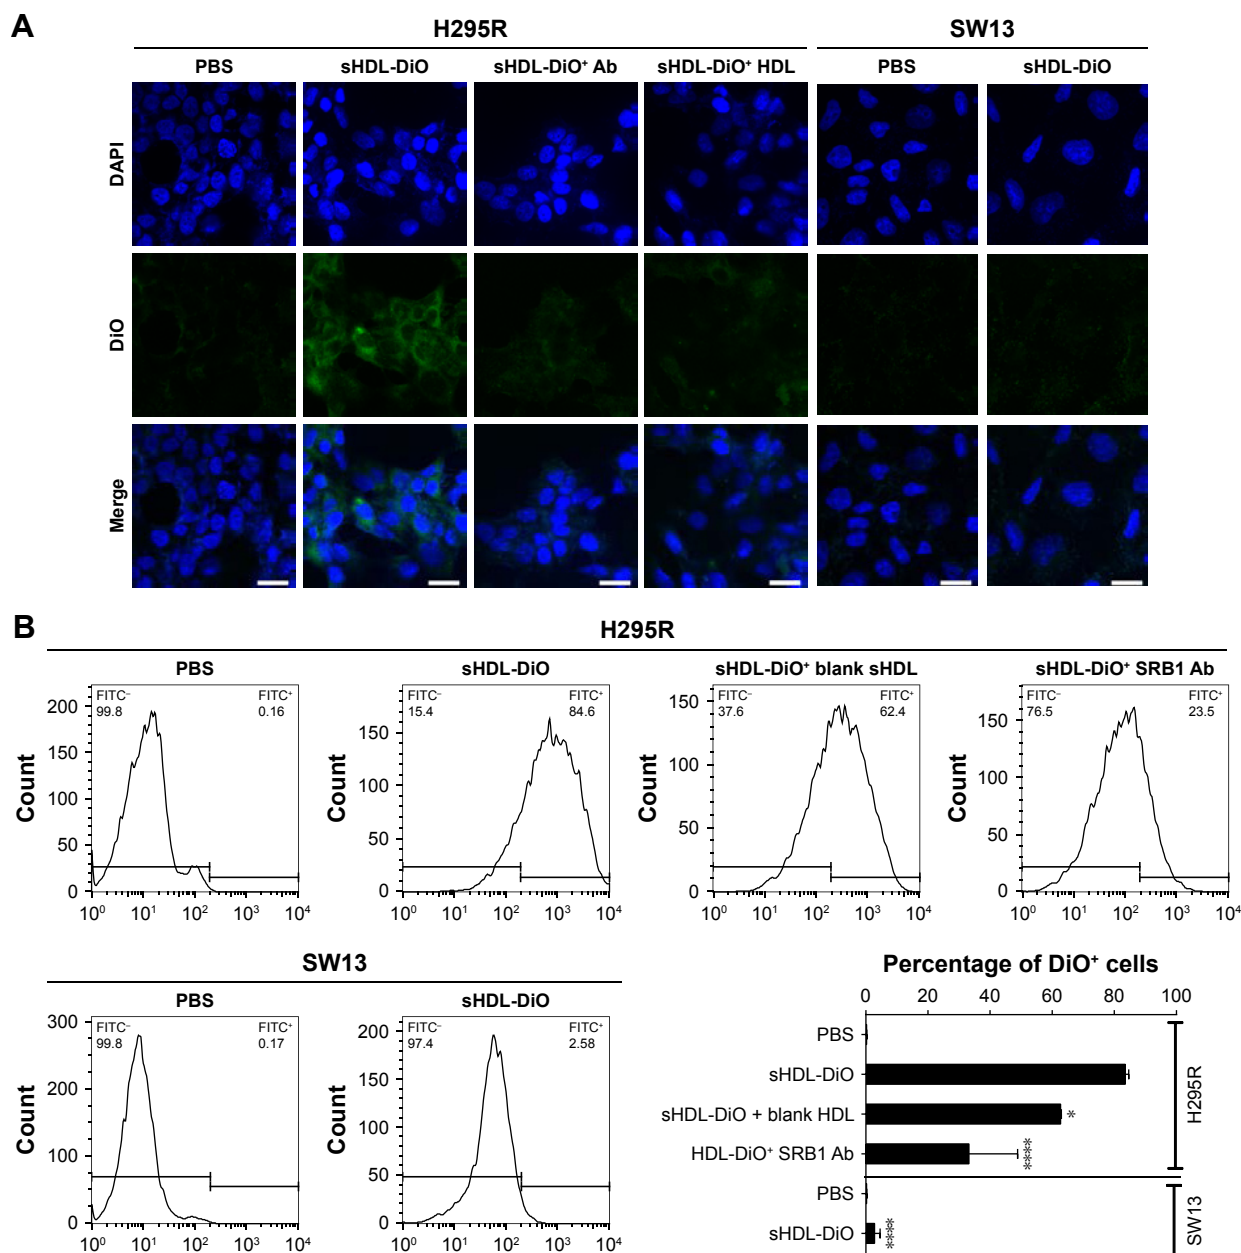 A
H295R
SW13
PBS
sHDL-DiO
sHDL-DiO⁺ Ab
sHDL-DiO⁺ HDL
PBS
sHDL-DiO
DAPI
DiO
Merge
B
H295R
PBS
sHDL-DiO
sHDL-DiO⁺ blank sHDL
sHDL-DiO⁺ SRB1 Ab
FITC⁻
99.8
FITC⁺
0.16
Count
200
150
100
50
0
10⁰ 10¹ 10² 10³ 10⁴
FITC⁻
15.4
FITC⁺
84.6
Count
150
100
50
0
10⁰ 10¹ 10² 10³ 10⁴
FITC⁻
37.6
FITC⁺
62.4
Count
150
100
50
0
10⁰ 10¹ 10² 10³ 10⁴
FITC⁻
76.5
FITC⁺
23.5
Count
150
100
50
0
10⁰ 10¹ 10² 10³ 10⁴
SW13
PBS
sHDL-DiO
FITC⁻
99.8
FITC⁺
0.17
Count
300
200
100
0
10⁰ 10¹ 10² 10³ 10⁴
FITC⁻
97.4
FITC⁺
2.58
Count
200
150
100
50
0
10⁰ 10¹ 10² 10³ 10⁴
Percentage of DiO⁺ cells
0 20 40 60 80 100
PBS
sHDL-DiO
sHDL-DiO + blank HDL
*
HDL-DiO⁺ SRB1 Ab
****
H295R
PBS
sHDL-DiO
****
SW13